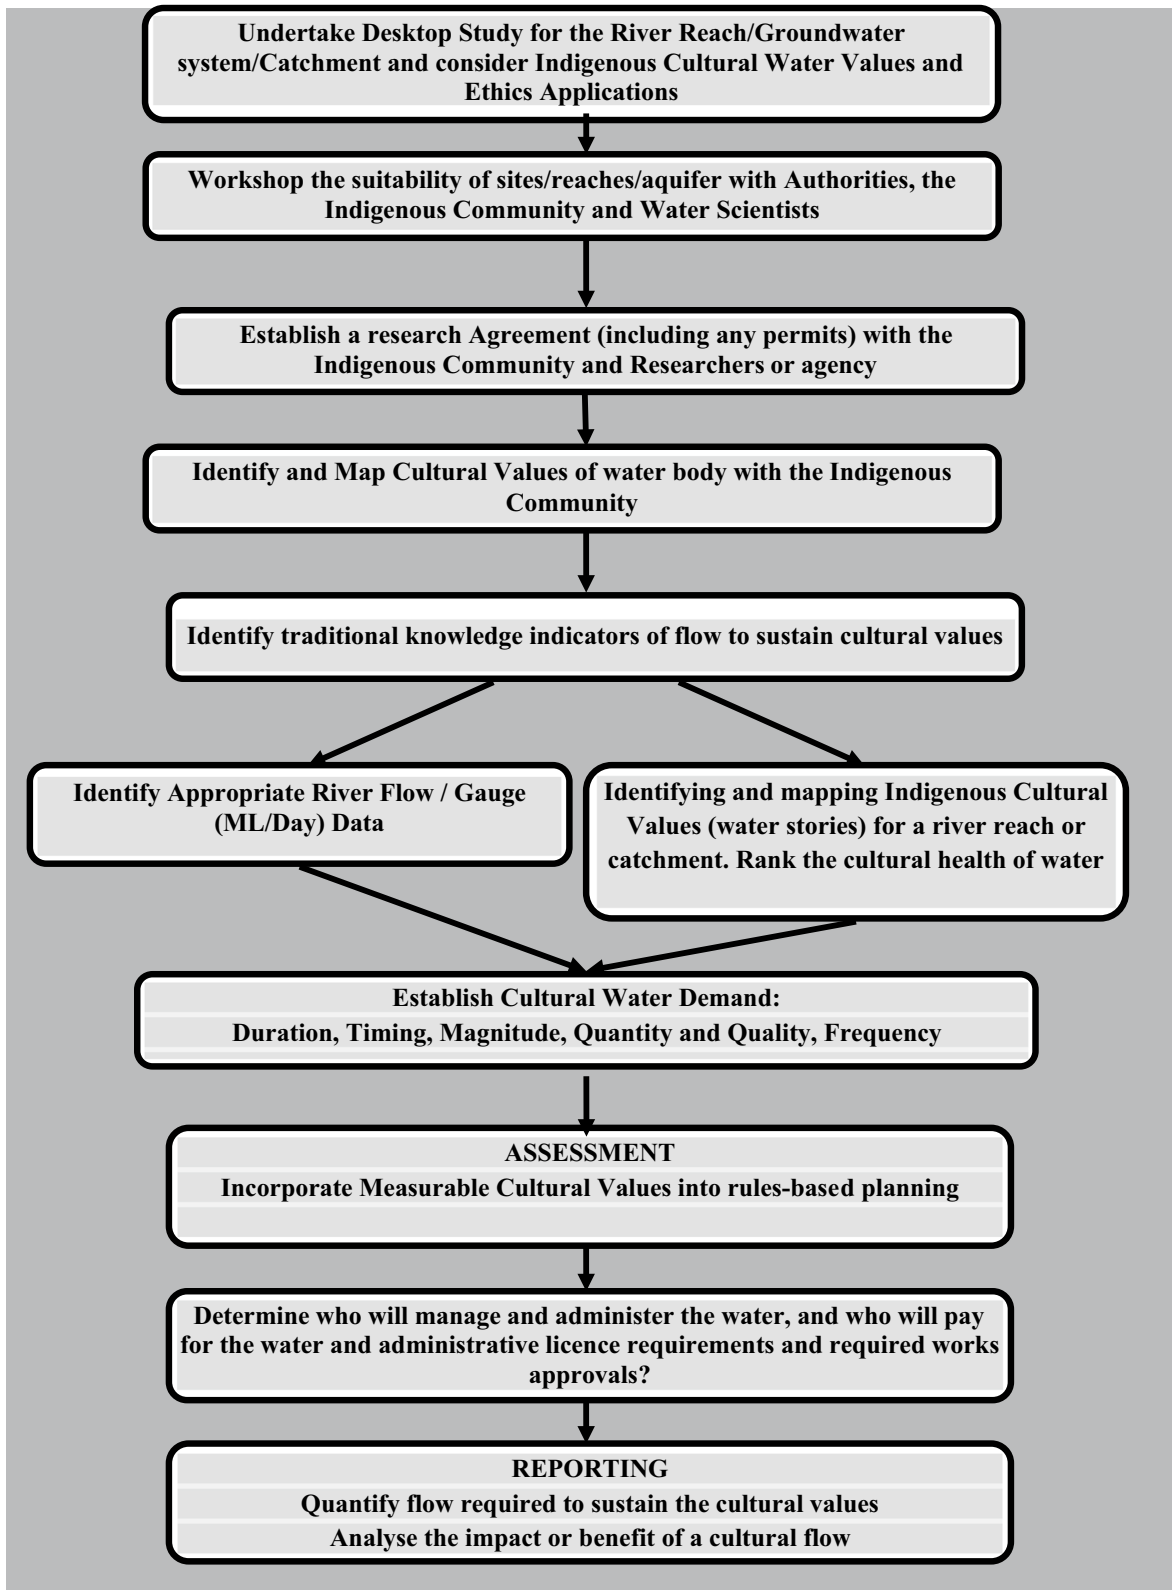 Undertake Desktop Study for the River Reach/Groundwater
system/Catchment and consider Indigenous Cultural Water Values and
Ethics Applications
Workshop the suitability of sites/reaches/aquifer with Authorities, the
Indigenous Community and Water Scientists
Establish a research Agreement (including any permits) with the
Indigenous Community and Researchers or agency
Identify and Map Cultural Values of water body with the Indigenous
Community
Identify traditional knowledge indicators of flow to sustain cultural values
Identify Appropriate River Flow / Gauge
(ML/Day) Data
Identifying and mapping Indigenous Cultural
Values (water stories) for a river reach or
catchment. Rank the cultural health of water
Establish Cultural Water Demand:
Duration, Timing, Magnitude, Quantity and Quality, Frequency
ASSESSMENT
Incorporate Measurable Cultural Values into rules-based planning
Determine who will manage and administer the water, and who will pay
for the water and administrative licence requirements and required works
approvals?
REPORTING
Quantify flow required to sustain the cultural values
Analyse the impact or benefit of a cultural flow